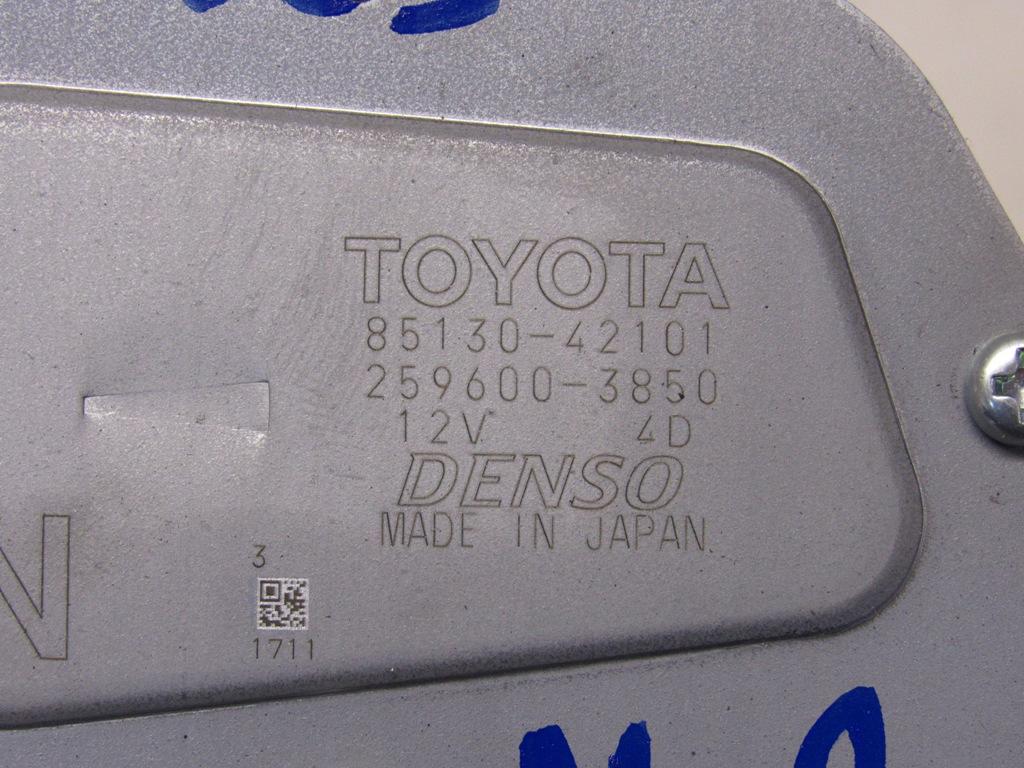 TOYOTA
85130-42101
259600-3850
12V 4D
DENSO
MADE IN JAPAN
N
3
1711